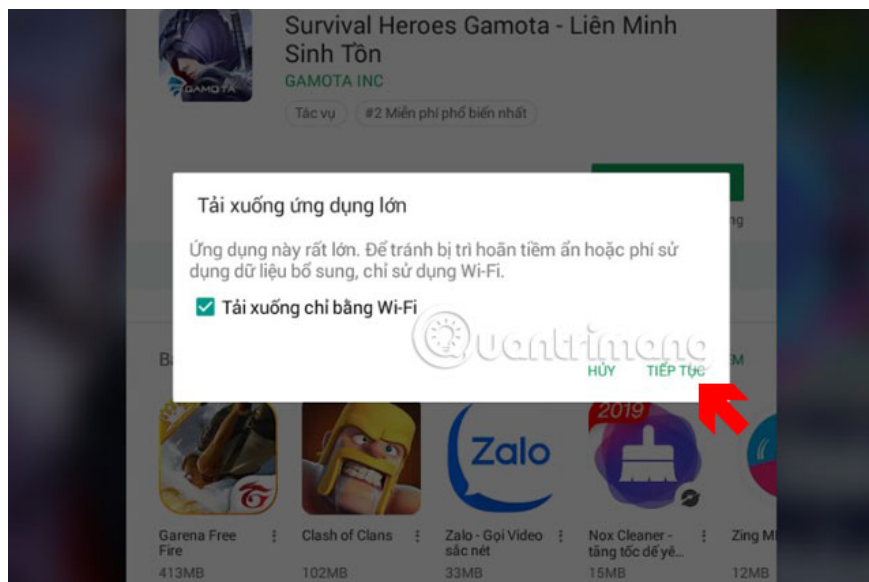 Survival Heroes Gamota - Liên Minh
Sinh Tồn
GAMOTA INC
GAMOTA
Tác vụ
#2 Miễn phí phổ biến nhất
Tải xuống ứng dụng lớn
Ứng dụng này rất lớn. Để tránh bị trì hoãn tiềm ẩn hoặc phí sử
dụng dữ liệu bổ sung, chỉ sử dụng Wi-Fi.
Tải xuống chỉ bằng Wi-Fi
Quantrimang
HỦY TIẾP TỤC
2019
Zalo
Garena Free
Fire
413MB
Clash of Clans
102MB
Zalo - Gọi Video
sắc nét
33MB
Nox Cleaner -
tăng tốc dế yê...
15MB
Zing M
12MB